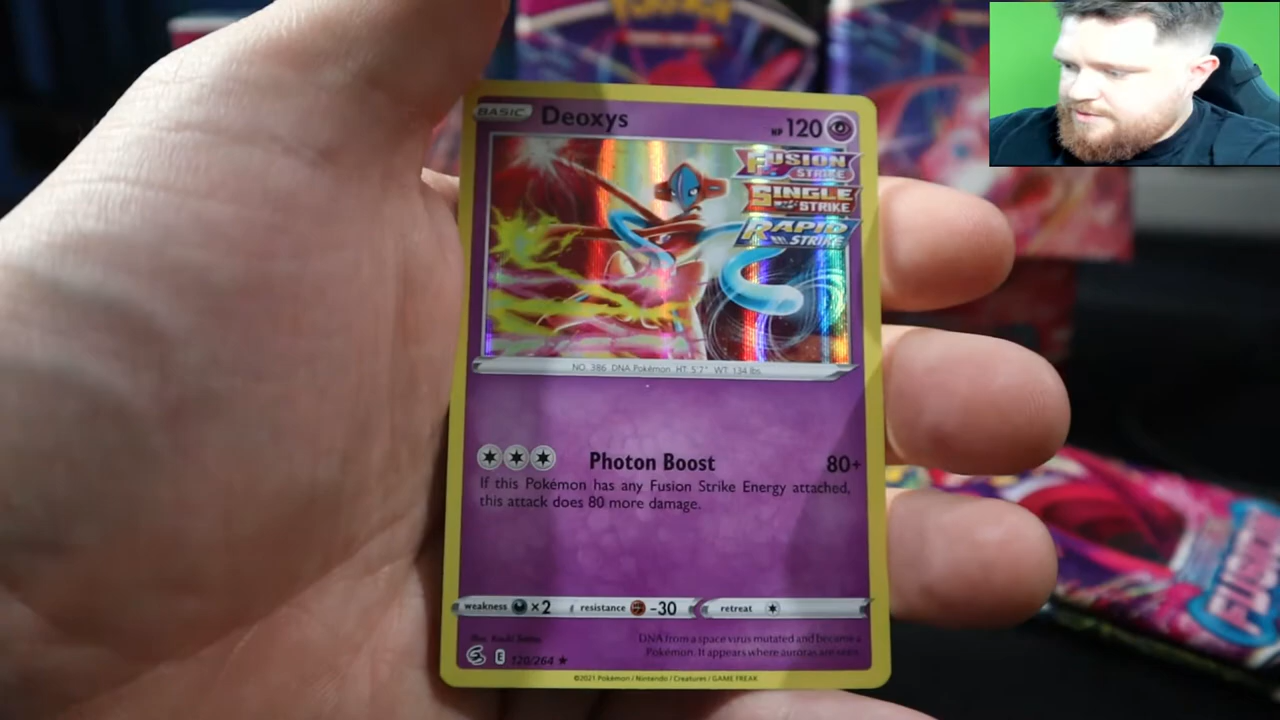 POKÉMON
BASIC Deoxys HP 120
FUSION
STRIKE
SINGLE
STRIKE
RAPID
STRIKE
NO. 386 DNA Pokémon HT: 5'7" WT: 134 lbs.
Photon Boost 80+
If this Pokémon has any Fusion Strike Energy attached,
this attack does 80 more damage.
weakness ×2 resistance -30 retreat
DNA from a space virus mutated and became a
Pokémon. It appears where auroras are seen.
E 120/264 ★
©2021 Pokémon / Nintendo / Creatures / GAME FREAK
FUSION